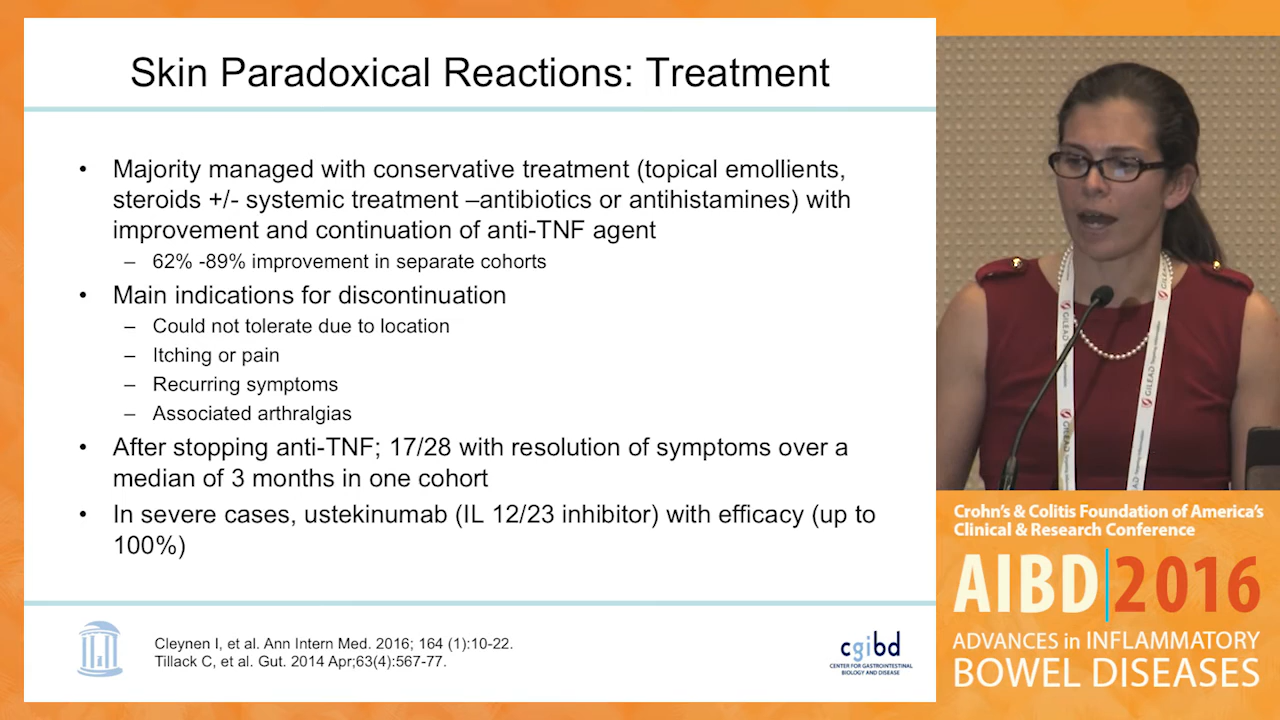 Skin Paradoxical Reactions: Treatment
• Majority managed with conservative treatment (topical emollients,
steroids +/- systemic treatment –antibiotics or antihistamines) with
improvement and continuation of anti-TNF agent
– 62% -89% improvement in separate cohorts
• Main indications for discontinuation
– Could not tolerate due to location
– Itching or pain
– Recurring symptoms
– Associated arthralgias
• After stopping anti-TNF; 17/28 with resolution of symptoms over a
median of 3 months in one cohort
• In severe cases, ustekinumab (IL 12/23 inhibitor) with efficacy (up to
100%)
Cleynen I, et al. Ann Intern Med. 2016; 164 (1):10-22.
Tillack C, et al. Gut. 2014 Apr;63(4):567-77.
cgibd
CENTER FOR GASTROINTESTINAL
BIOLOGY AND DISEASE
GILEAD
GILEAD
GILEAD
GILEAD
Crohn's & Colitis Foundation of America's
Clinical & Research Conference
AIBD|2016
ADVANCES in INFLAMMATORY
BOWEL DISEASES